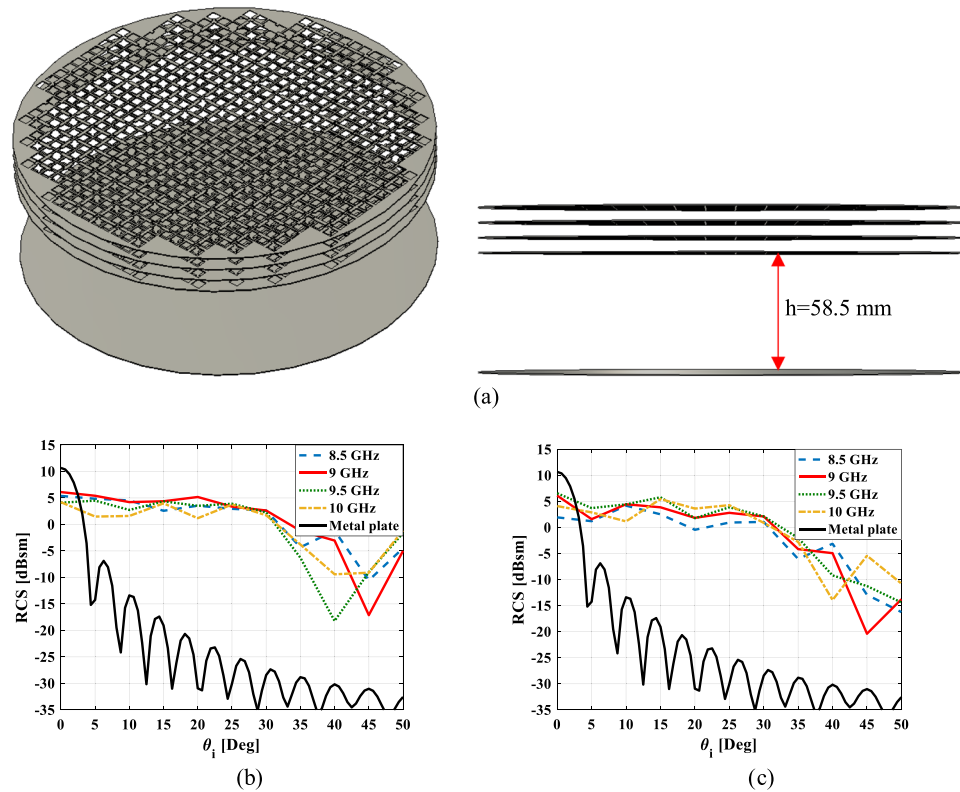 h=58.5 mm
(a)
15
10
5
0
-5
-10
-15
-20
-25
-30
-35
RCS [dBsm]
8.5 GHz
9 GHz
9.5 GHz
10 GHz
Metal plate
0 5 10 15 20 25 30 35 40 45 50
θi [Deg]
(b)
15
10
5
0
-5
-10
-15
-20
-25
-30
-35
RCS [dBsm]
8.5 GHz
9 GHz
9.5 GHz
10 GHz
Metal plate
0 5 10 15 20 25 30 35 40 45 50
θi [Deg]
(c)